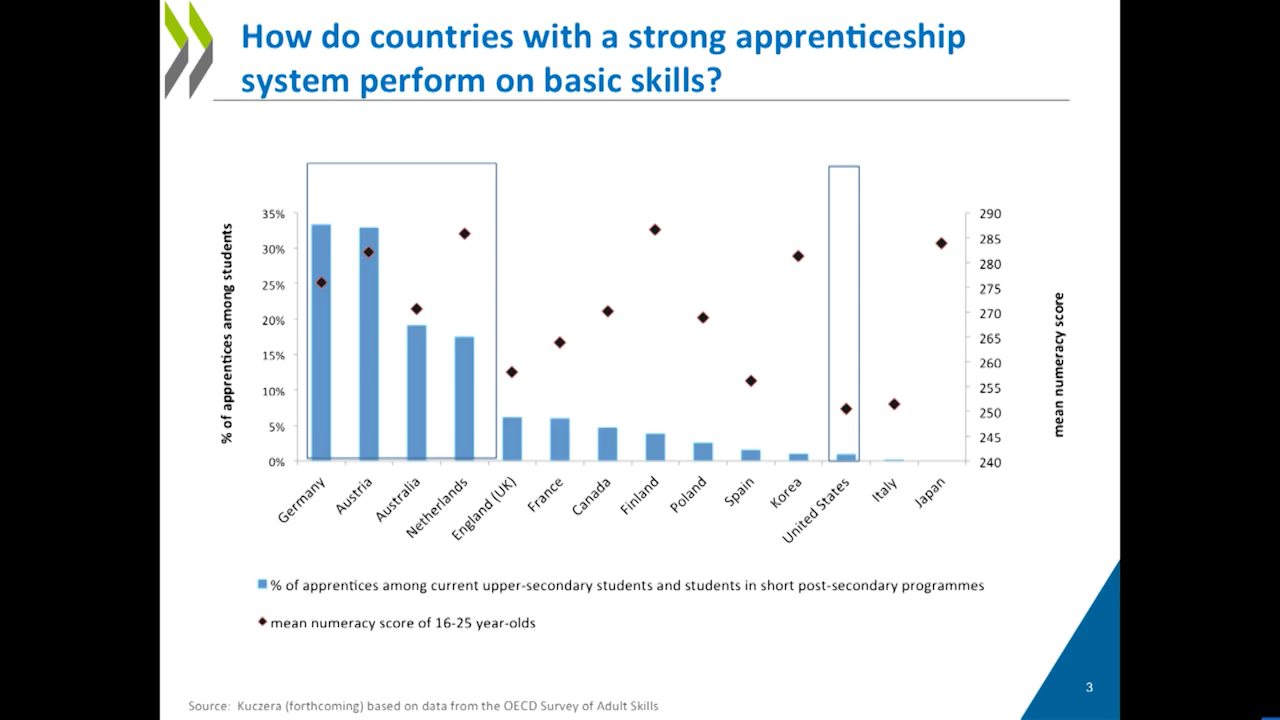 How do countries with a strong apprenticeship
system perform on basic skills?
% of apprentices among students
35%
30%
25%
20%
15%
10%
5%
0%
290
285
280
275
270
265
260
255
250
245
240
mean numeracy score
Germany
Austria
Australia
Netherlands
England (UK)
France
Canada
Finland
Poland
Spain
Korea
United States
Italy
Japan
% of apprentices among current upper-secondary students and students in short post-secondary programmes
mean numeracy score of 16-25 year-olds
3
Source: Kuczera (forthcoming) based on data from the OECD Survey of Adult Skills